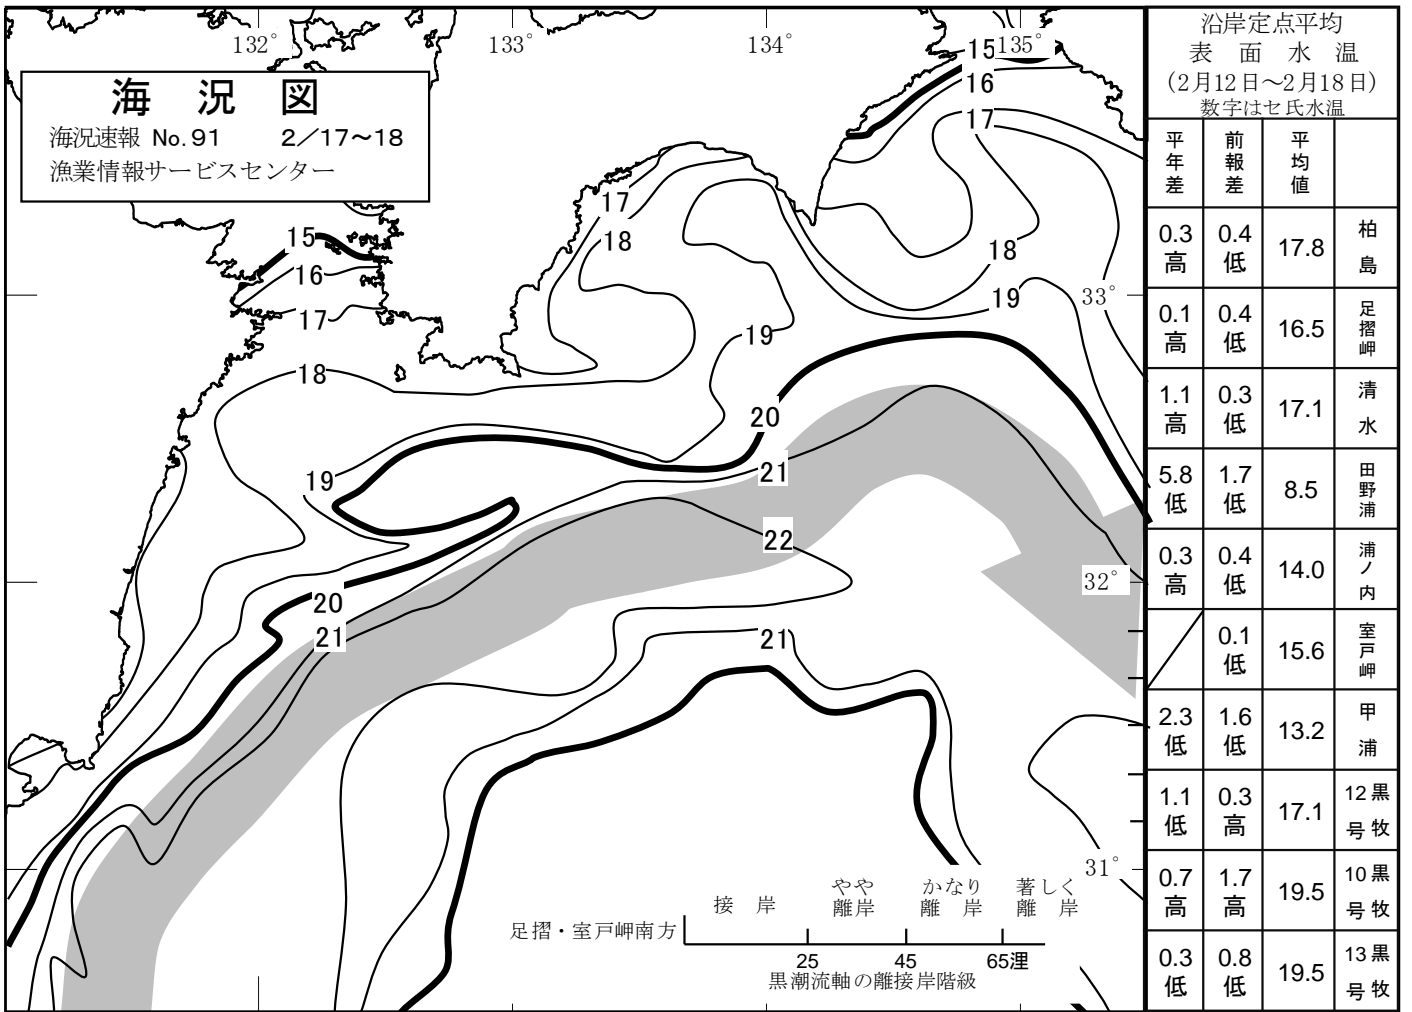 海況図
海況速報 No.91 2/17～18
漁業情報サービスセンター
132°
133°
134°
135°
33°
32°
31°
15
16
17
18
19
15
16
17
18
19
17
18
19
20
21
22
20
21
21
接岸
やや離岸
かなり離岸
著しく離岸
足摺・室戸岬南方
25 45 65浬
黒潮流軸の離接岸階級
沿岸定点平均
表面水温
(2月12日～2月18日)
数字はセ氏水温
平年差 前報差 平均値
0.3高 0.4低 17.8 柏島
0.1高 0.4低 16.5 足摺岬
1.1高 0.3低 17.1 清水
5.8低 1.7低 8.5 田野浦
0.3高 0.4低 14.0 浦ノ内
0.1低 15.6 室戸岬
2.3低 1.6低 13.2 甲浦
1.1低 0.3高 17.1 黒牧12号
0.7高 1.7高 19.5 黒牧10号
0.3低 0.8低 19.5 黒牧13号